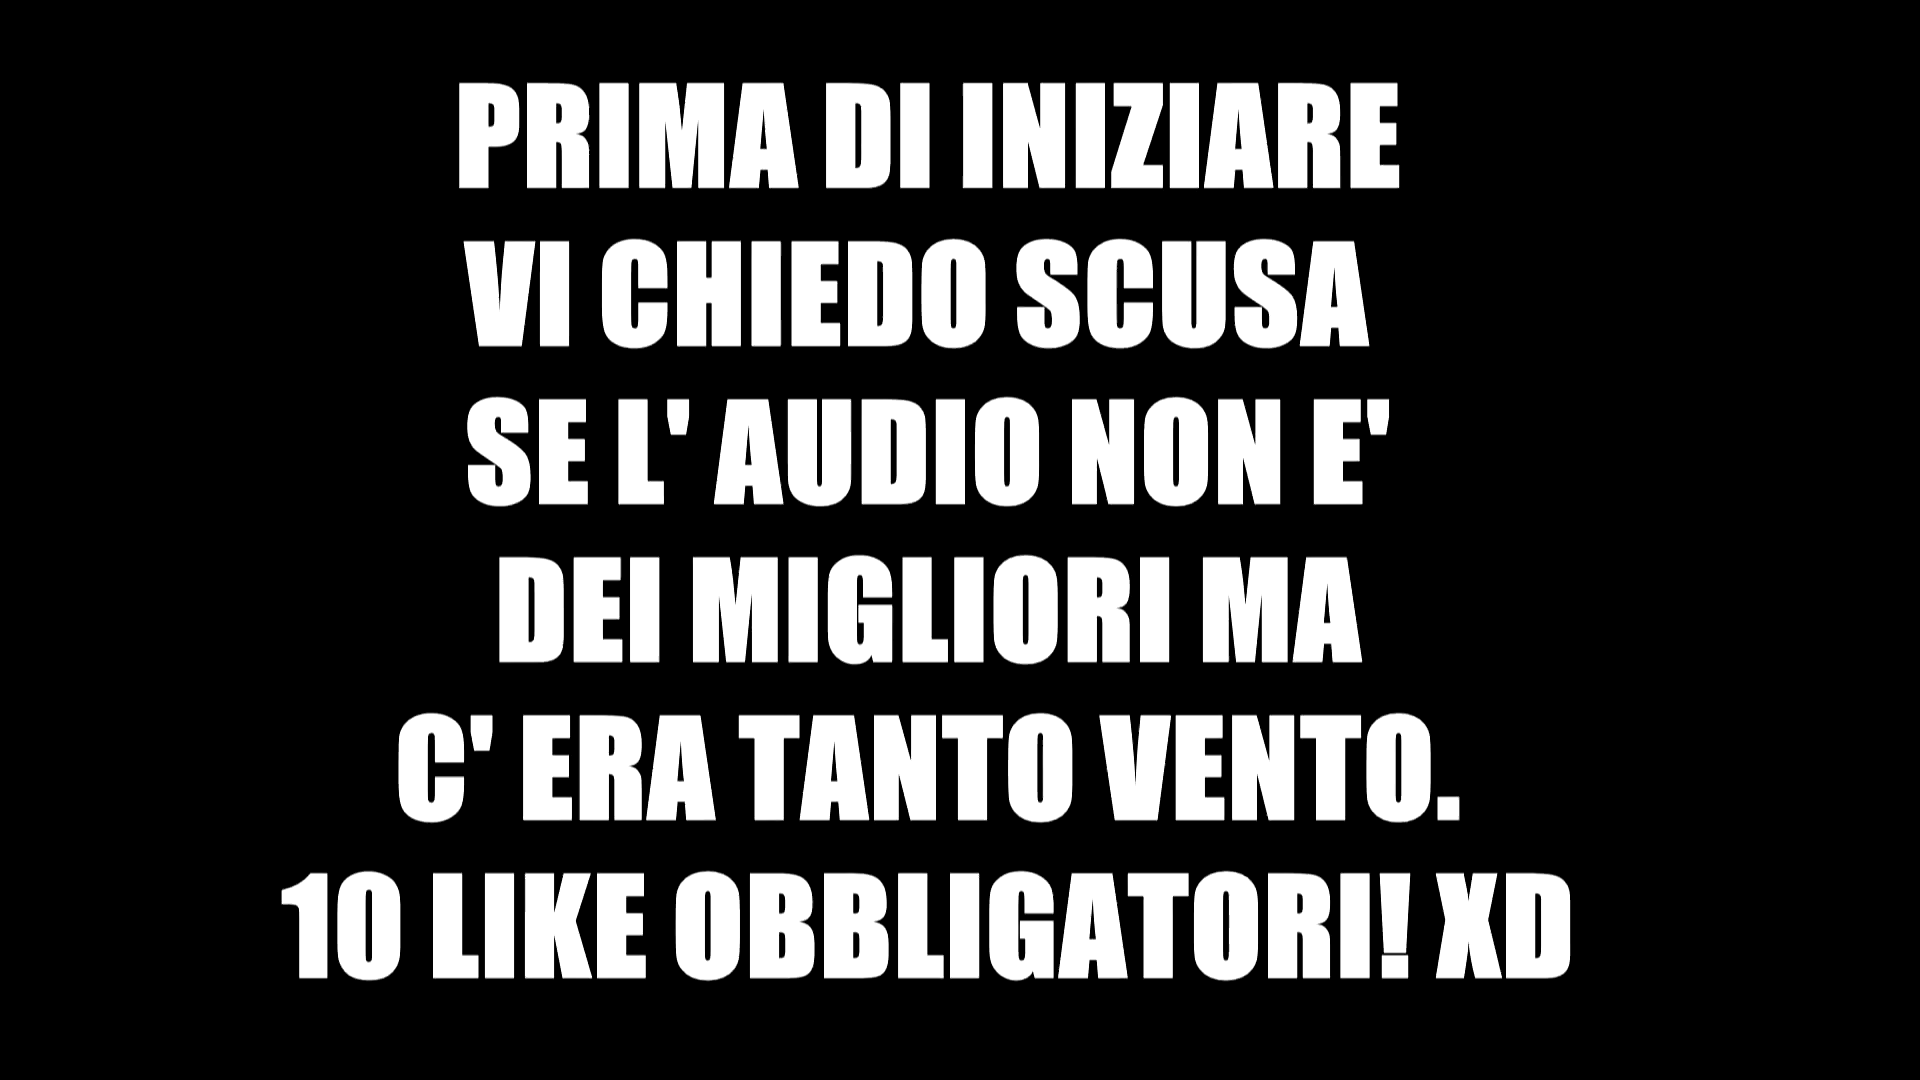 PRIMA DI INIZIARE
VI CHIEDO SCUSA
SE L' AUDIO NON E'
DEI MIGLIORI MA
C' ERA TANTO VENTO.
10 LIKE OBBLIGATORI! XD